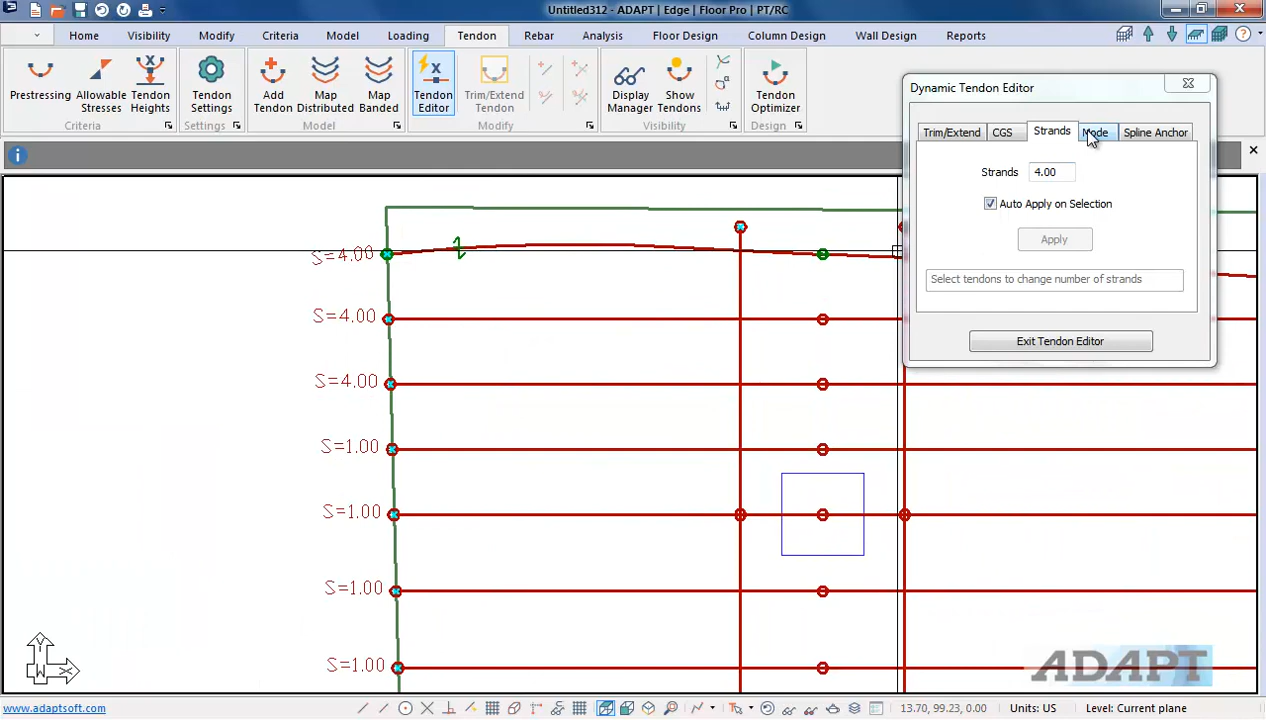 Untitled312 - ADAPT | Edge | Floor Pro | PT/RC
Home Visibility Modify Criteria Model Loading Tendon Rebar Analysis Floor Design Column Design Wall Design Reports
Prestressing
Allowable Stresses
Tendon Heights
Tendon Settings
Add Tendon
Map Distributed
Map Banded
Tendon Editor
Trim/Extend Tendon
Display Manager
Show Tendons
Tendon Optimizer
Criteria Settings Model Modify Visibility Design
Dynamic Tendon Editor
Trim/Extend CGS Strands Mode Spline Anchor
Strands 4.00
Auto Apply on Selection
Apply
Select tendons to change number of strands
Exit Tendon Editor
S=4.00
S=4.00
S=4.00
S=1.00
S=1.00
S=1.00
S=1.00
Y
W X
ADAPT
www.adaptsoft.com 13.70, 99.23, 0.00 Units: US Level: Current plane